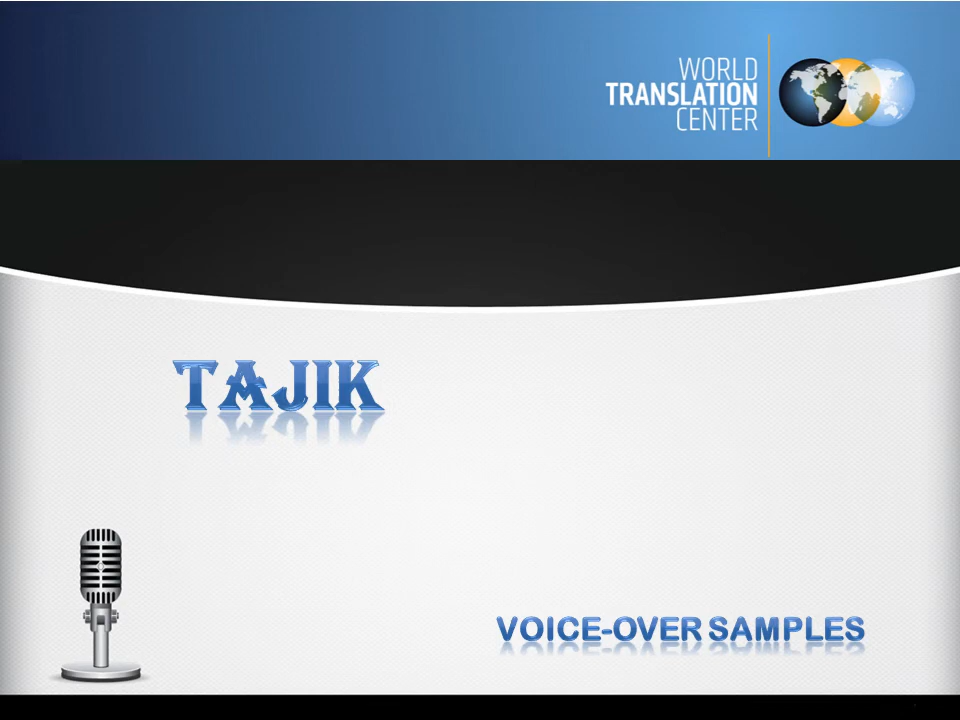 WORLD
TRANSLATION
CENTER
TAJIK
VOICE-OVER SAMPLES